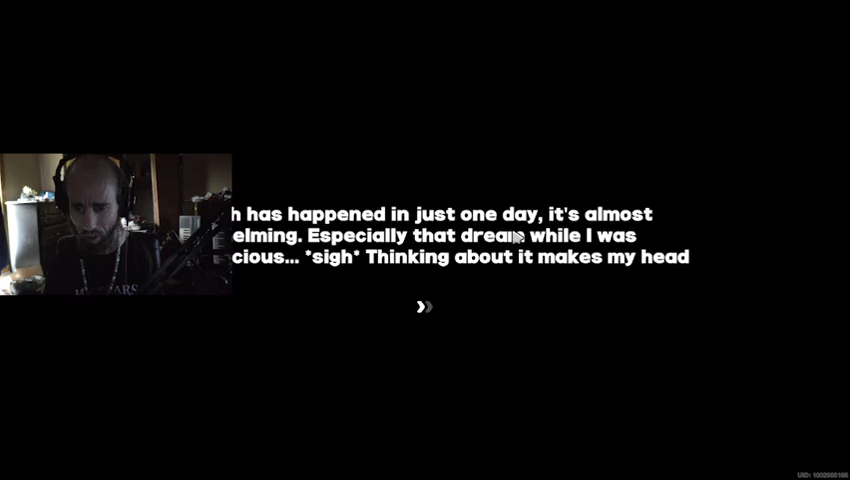 h has happened in just one day, it's almost
elming. Especially that dream while I was
cious... *sigh* Thinking about it makes my head